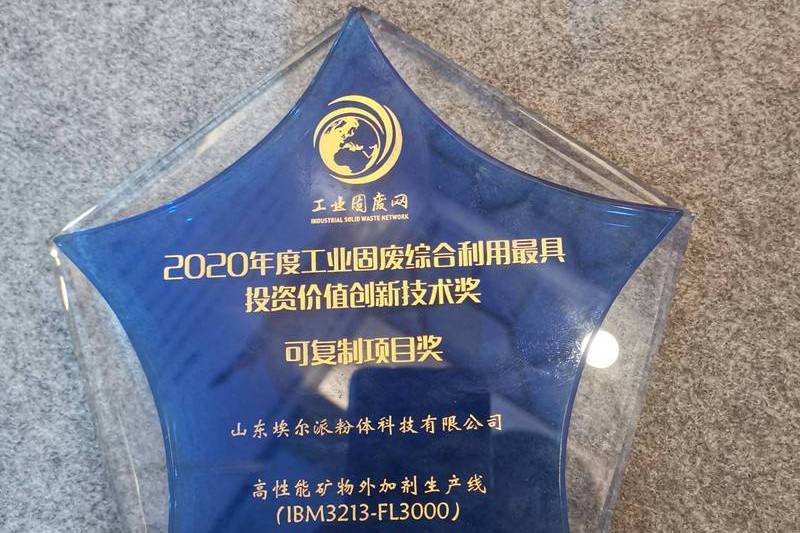 工业固废网
INDUSTRIAL SOLID WASTE NETWORK
2020年度工业固废综合利用最具
投资价值创新技术奖
可复制项目奖
山东埃尔派粉体科技有限公司
高性能矿物外加剂生产线
(IBM3213-FL3000)